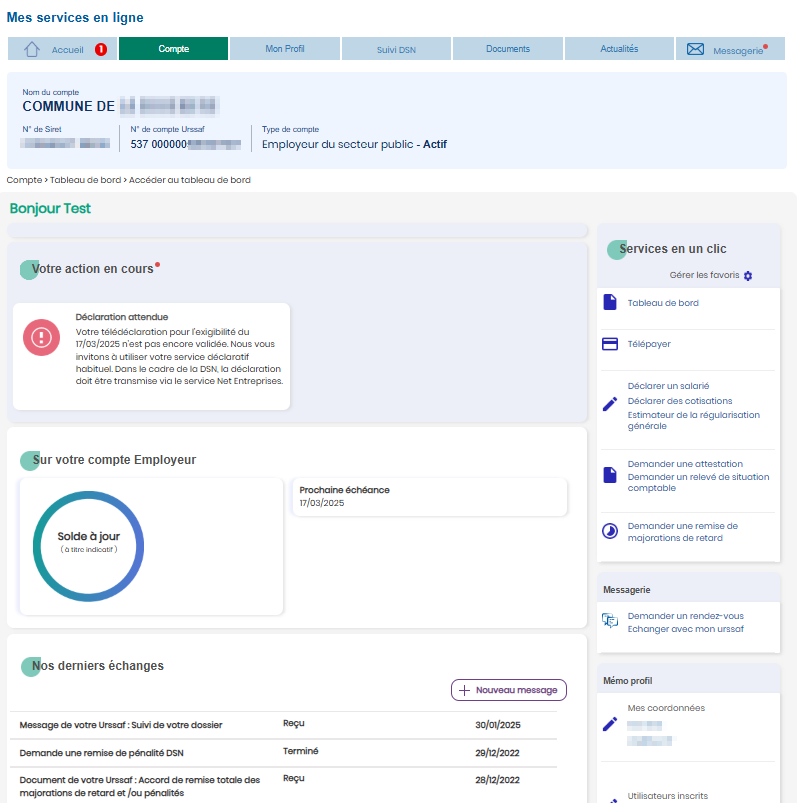 Mes services en ligne
Accueil 1
Compte
Mon Profil
Suivi DSN
Documents
Actualités
Messagerie
Nom du compte
COMMUNE DE
N° de Siret
N° de compte Urssaf
537 000000
Type de compte
Employeur du secteur public - Actif
Compte > Tableau de bord > Accéder au tableau de bord
Bonjour Test
Votre action en cours
Déclaration attendue
Votre télédéclaration pour l'exigibilité du
17/03/2025 n'est pas encore validée. Nous vous
invitons à utiliser votre service déclaratif
habituel. Dans le cadre de la DSN, la déclaration
doit être transmise via le service Net Entreprises.
Sur votre compte Employeur
Solde à jour
( à titre indicatif )
Prochaine échéance
17/03/2025
Nos derniers échanges
+ Nouveau message
Message de votre Urssaf : Suivi de votre dossier Reçu 30/01/2025
Demande une remise de pénalité DSN Terminé 29/12/2022
Document de votre Urssaf : Accord de remise totale des Reçu 28/12/2022
majorations de retard et /ou pénalités
Services en un clic
Gérer les favoris
Tableau de bord
Télépayer
Déclarer un salarié
Déclarer des cotisations
Estimateur de la régularisation
générale
Demander une attestation
Demander un relevé de situation
comptable
Demander une remise de
majorations de retard
Messagerie
Demander un rendez-vous
Echanger avec mon urssaf
Mémo profil
Mes coordonnées
Utilisateurs inscrits